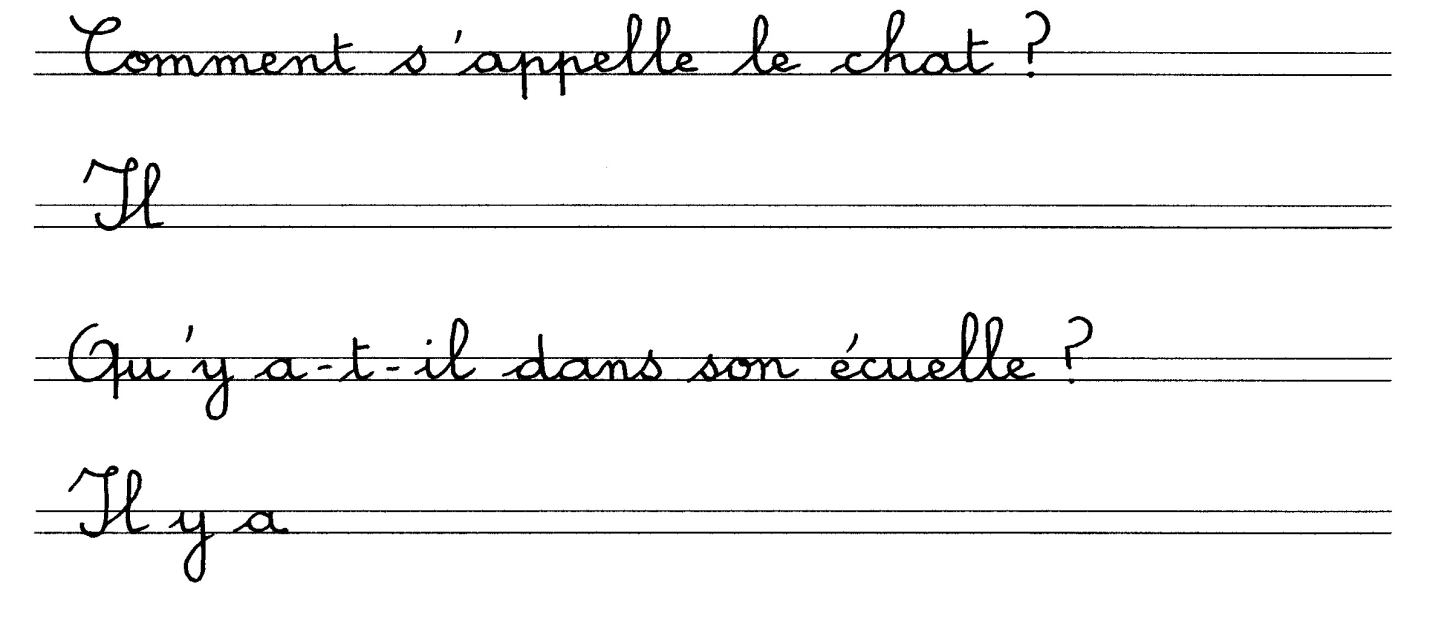 Comment s'appelle le chat ?
Il
Qu'y a-t-il dans son écuelle ?
Il y a